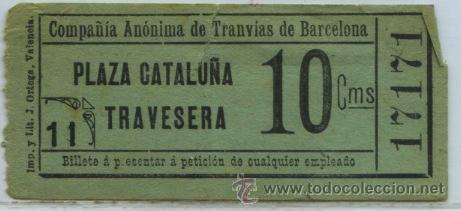 Compañía Anónima de Tranvías de Barcelona
PLAZA CATALUÑA
TRAVESERA
11
10 Cms
Billete á presentar á petición de cualquier empleado
17171
Imp. y Lit. J. Ortega, Valencia.
todocoleccion.net